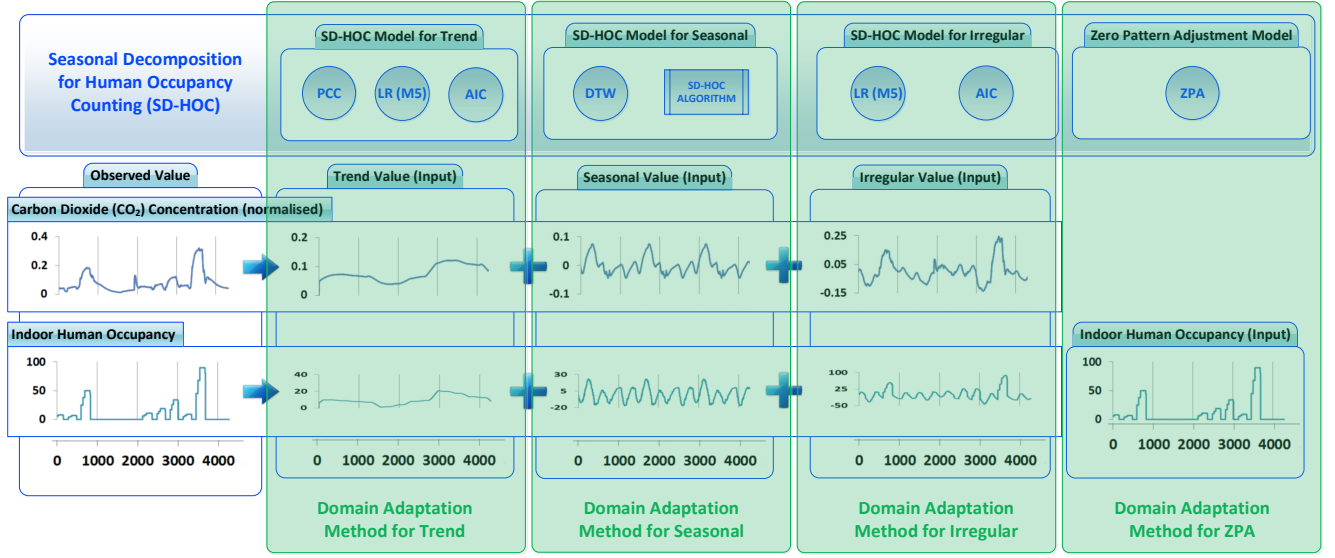 Seasonal Decomposition
for Human Occupancy
Counting (SD-HOC)
SD-HOC Model for Trend
PCC
LR (M5)
AIC
SD-HOC Model for Seasonal
DTW
SD-HOC
ALGORITHM
SD-HOC Model for Irregular
LR (M5)
AIC
Zero Pattern Adjustment Model
ZPA
Observed Value
Trend Value (Input)
Seasonal Value (Input)
Irregular Value (Input)
Carbon Dioxide (CO₂) Concentration (normalised)
0.4
0.2
0
0 1000 2000 3000 4000
0.2
0.1
0
0 1000 2000 3000 4000
0.1
0
-0.1
0 1000 2000 3000 4000
0.25
0.05
-0.15
0 1000 2000 3000 4000
Indoor Human Occupancy
100
50
0
40
20
0
30
5
-20
100
25
-50
Indoor Human Occupancy (Input)
100
50
0
0 1000 2000 3000 4000
Domain Adaptation
Method for Trend
Domain Adaptation
Method for Seasonal
Domain Adaptation
Method for Irregular
Domain Adaptation
Method for ZPA